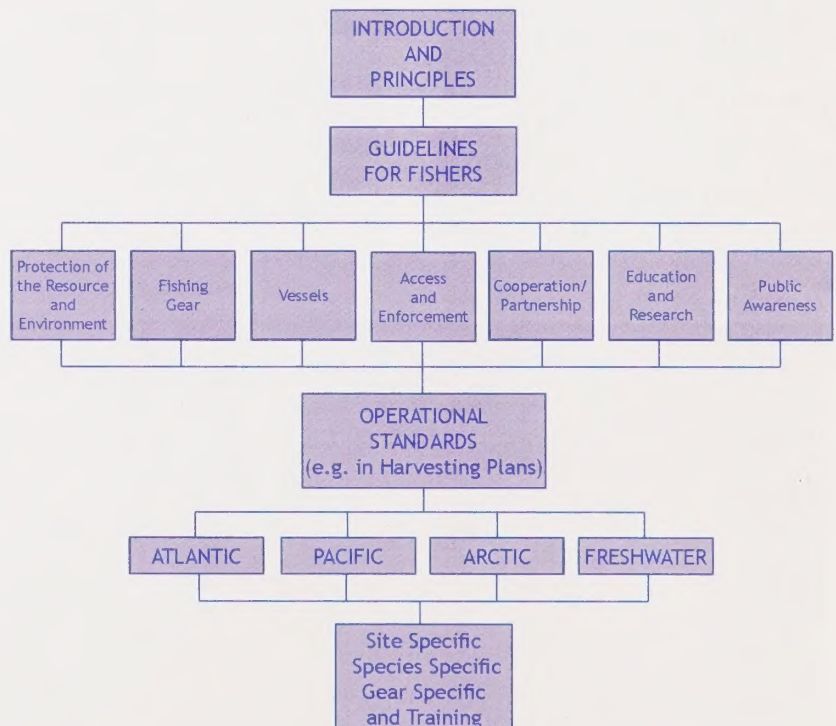 INTRODUCTION
AND
PRINCIPLES
GUIDELINES
FOR FISHERS
Protection of
the Resource
and
Environment
Fishing
Gear
Vessels
Access
and
Enforcement
Cooperation/
Partnership
Education
and
Research
Public
Awareness
OPERATIONAL
STANDARDS
(e.g. in Harvesting Plans)
ATLANTIC
PACIFIC
ARCTIC
FRESHWATER
Site Specific
Species Specific
Gear Specific
and Training